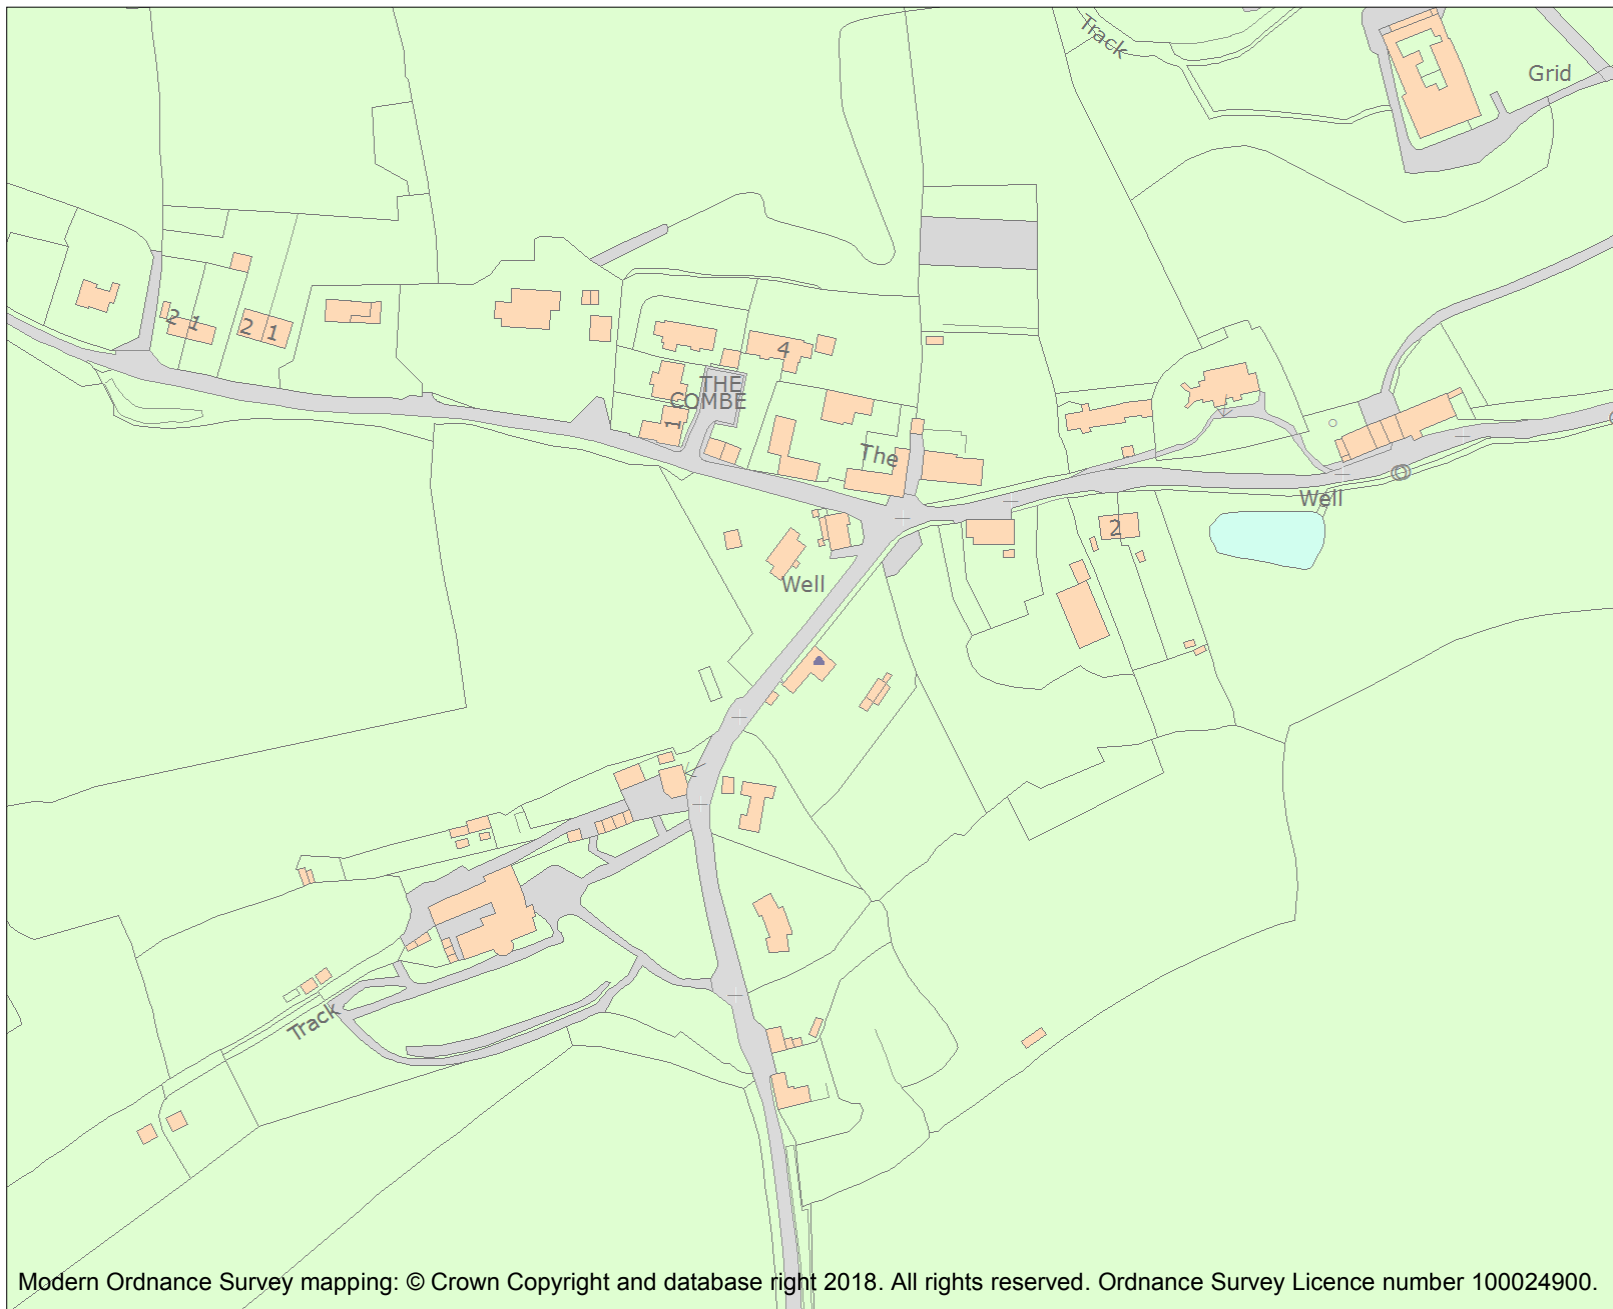 Track
Grid
2 1
2 1
4
THE
COMBE
1
The
Well
2
Well
Track
Modern Ordnance Survey mapping: © Crown Copyright and database right 2018. All rights reserved. Ordnance Survey Licence number 100024900.